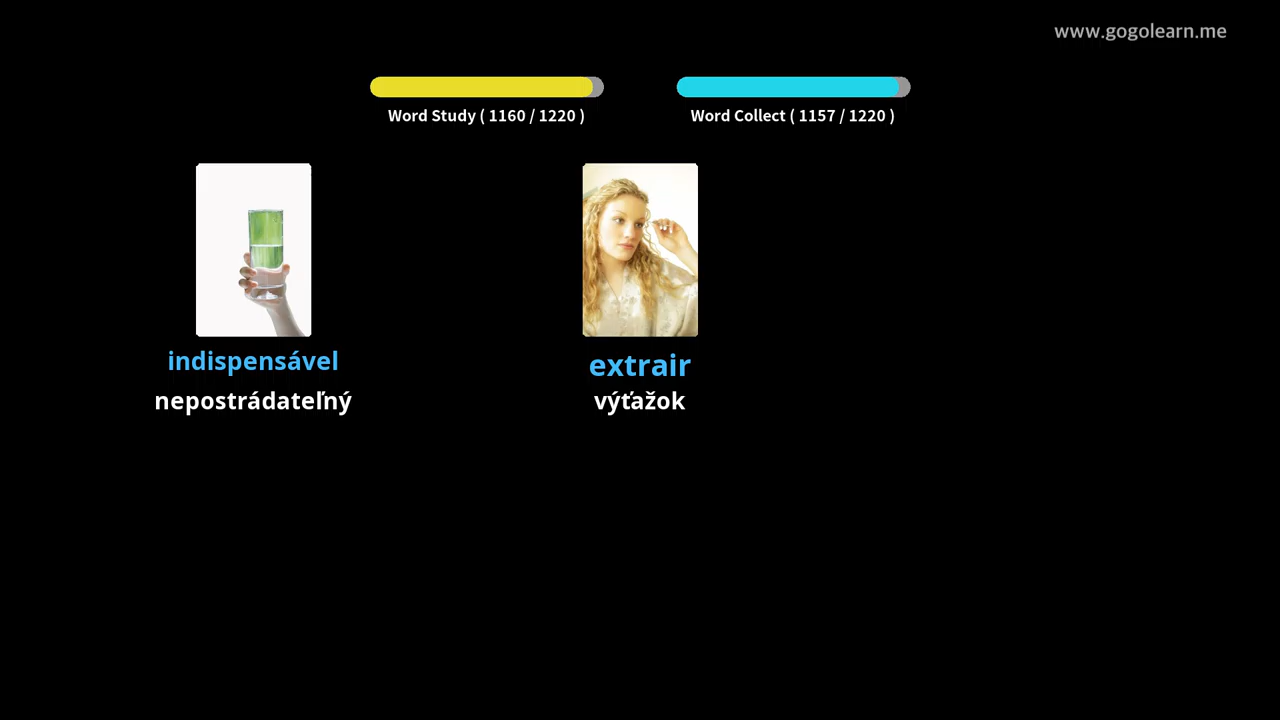 www.gogolearn.me
Word Study ( 1160 / 1220 )
Word Collect ( 1157 / 1220 )
indispensável
nepostrádateľný
extrair
výťažok